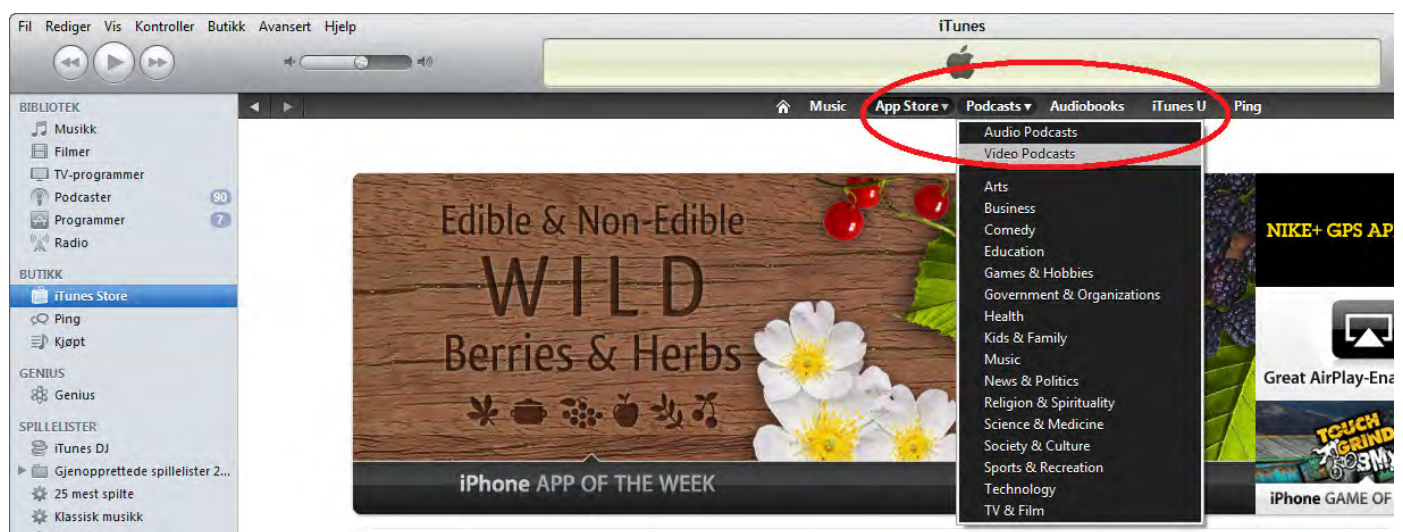 Fil Rediger Vis Kontroller Butikk Avansert Hjelp
iTunes
BIBLIOTEK
Musikk
Filmer
TV-programmer
Podcaster 90
Programmer 7
Radio
BUTIKK
iTunes Store
Ping
Kjøpt
GENIUS
Genius
SPILLELISTER
iTunes DJ
Gjenopprettede spillelister 2...
25 mest spilte
Klassisk musikk
Music App Store Podcasts Audiobooks iTunes U Ping
Audio Podcasts
Video Podcasts
Arts
Business
Comedy
Education
Games & Hobbies
Government & Organizations
Health
Kids & Family
Music
News & Politics
Religion & Spirituality
Science & Medicine
Society & Culture
Sports & Recreation
Technology
TV & Film
Edible & Non-Edible
WILD
Berries & Herbs
iPhone APP OF THE WEEK
NIKE+ GPS AP
Great AirPlay-Ena
TOUCH
GRIND
BMX
iPhone GAME OF